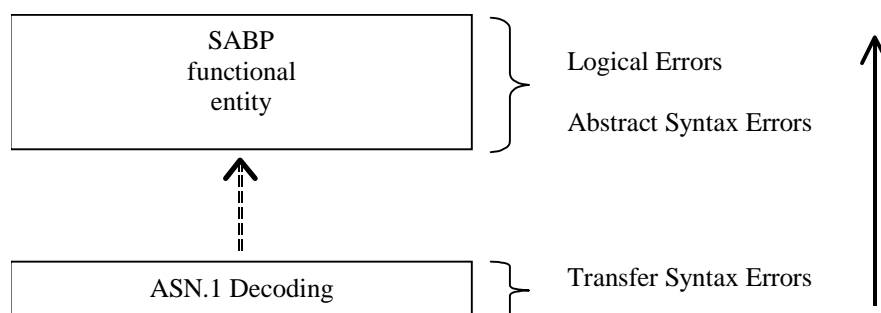 SABP
functional
entity
Logical Errors
Abstract Syntax Errors
ASN.1 Decoding
Transfer Syntax Errors